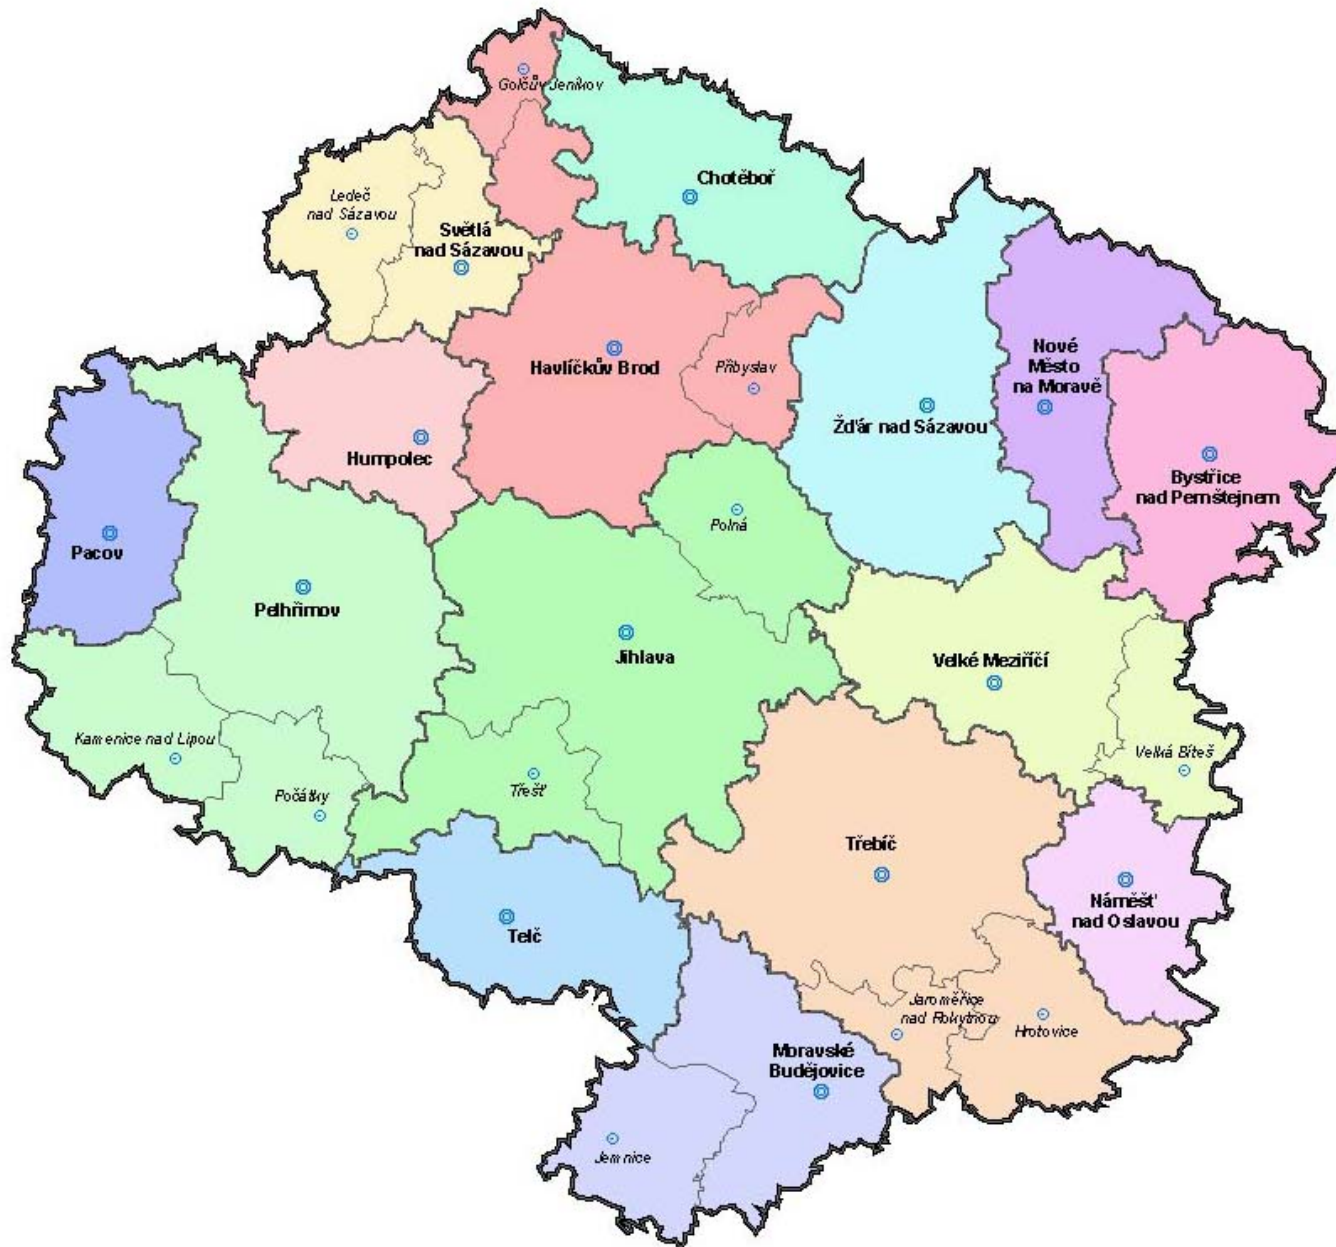 Golčův Jeníkov
Chotěboř
Ledeč
nad Sázavou
Světlá
nad Sázavou
Havlíčkův Brod
Přibyslav
Nové
Město
na Moravě
Žďár nad Sázavou
Humpolec
Bystřice
nad Pernštejnem
Polná
Pacov
Pelhřimov
Jihlava
Velké Meziříčí
Kamenice nad Lipou
Velká Bíteš
Počátky
Třešť
Třebíč
Náměšť
nad Oslavou
Telč
Jaroměřice
nad Rokytnou
Hrotovice
Moravské
Budějovice
Jemnice